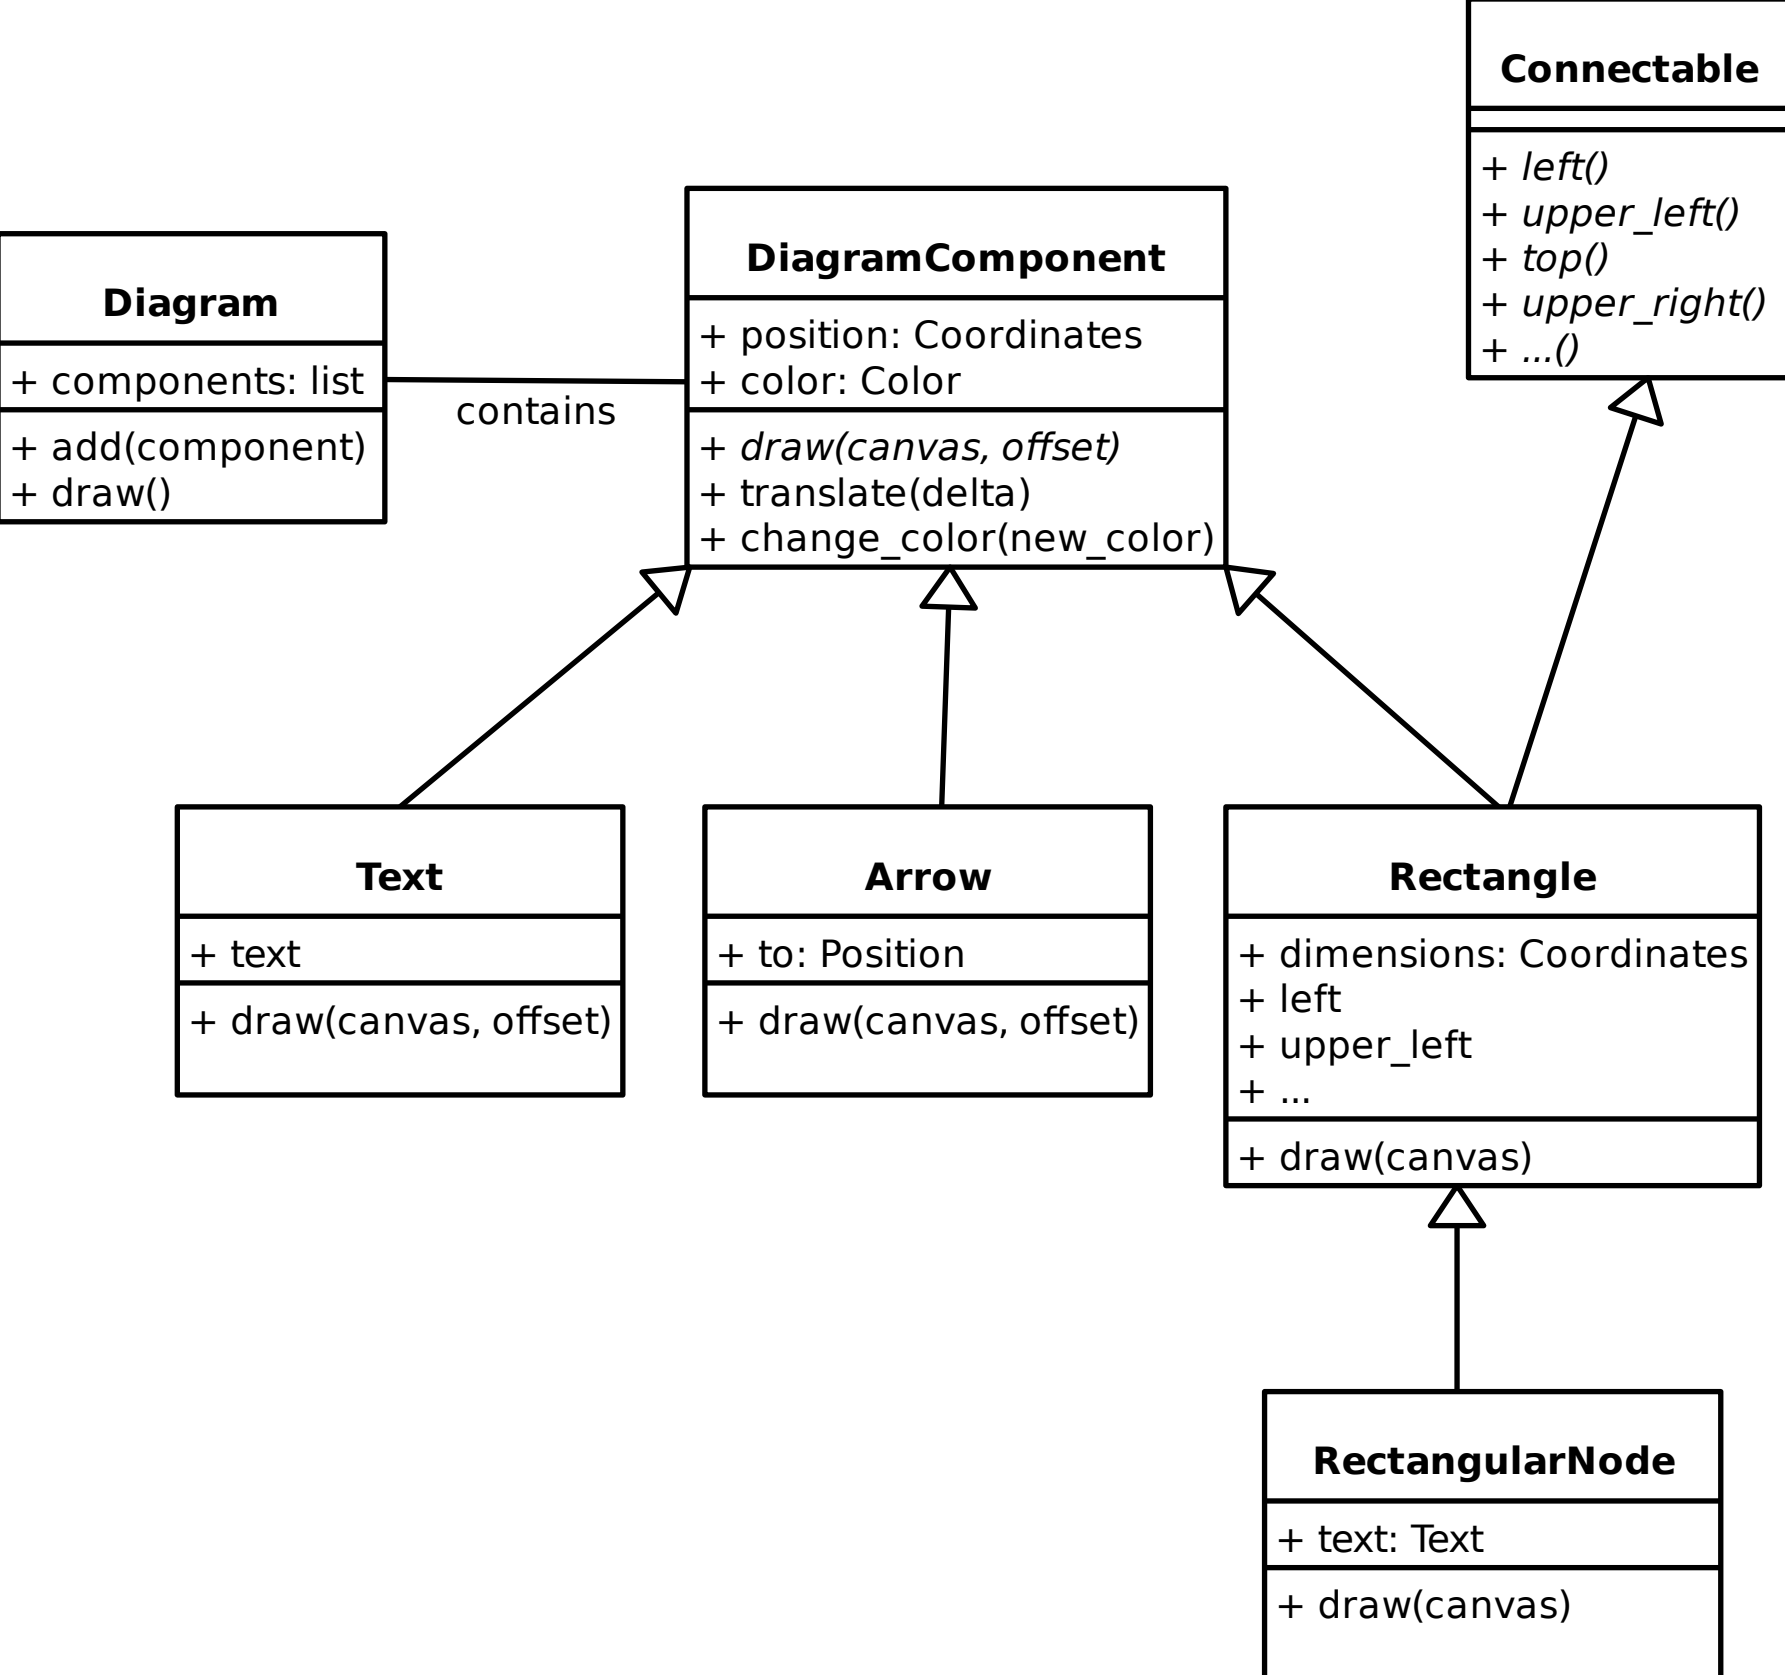 Connectable
+ left()
+ upper_left()
+ top()
+ upper_right()
+ ...()
DiagramComponent
+ position: Coordinates
+ color: Color
+ draw(canvas, offset)
+ translate(delta)
+ change_color(new_color)
Diagram
+ components: list
+ add(component)
+ draw()
contains
Text
+ text
+ draw(canvas, offset)
Arrow
+ to: Position
+ draw(canvas, offset)
Rectangle
+ dimensions: Coordinates
+ left
+ upper_left
+ ...
+ draw(canvas)
RectangularNode
+ text: Text
+ draw(canvas)